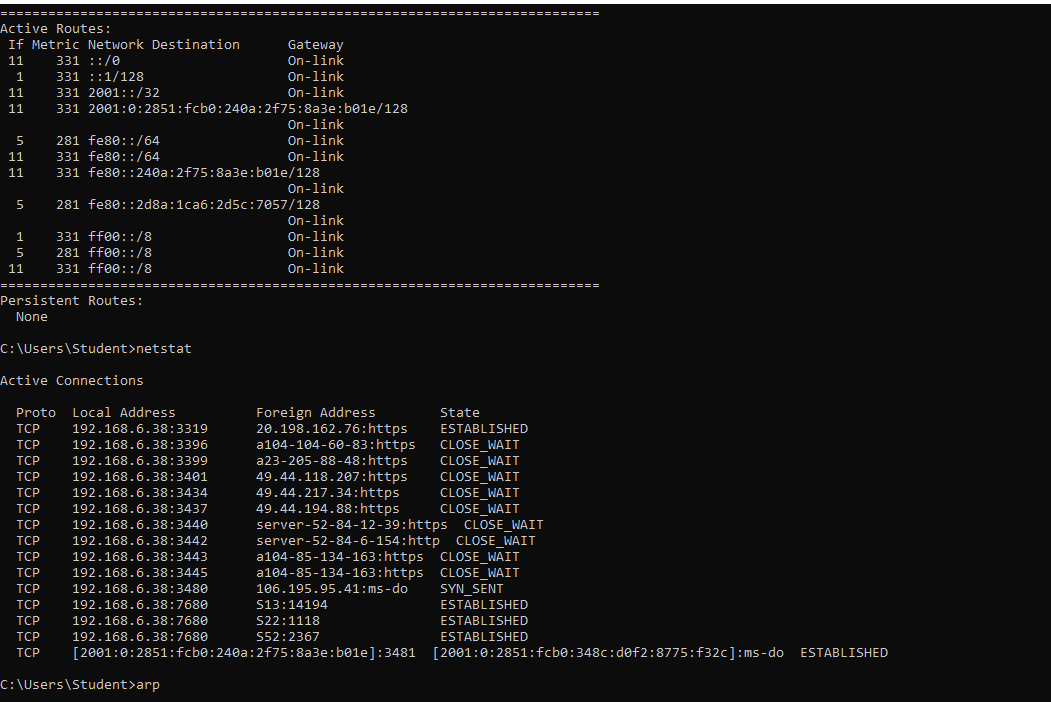 ===========================================================================
Active Routes:
 If Metric Network Destination      Gateway
 11    331 ::/0                     On-link
  1    331 ::1/128                  On-link
 11    331 2001::/32                On-link
 11    331 2001:0:2851:fcb0:240a:2f75:8a3e:b01e/128
                                    On-link
  5    281 fe80::/64                On-link
 11    331 fe80::/64                On-link
 11    331 fe80::240a:2f75:8a3e:b01e/128
                                    On-link
  5    281 fe80::2d8a:1ca6:2d5c:7057/128
                                    On-link
  1    331 ff00::/8                 On-link
  5    281 ff00::/8                 On-link
 11    331 ff00::/8                 On-link
===========================================================================
Persistent Routes:
  None
C:\Users\Student>netstat
Active Connections
  Proto  Local Address          Foreign Address        State
  TCP    192.168.6.38:3319      20.198.162.76:https    ESTABLISHED
  TCP    192.168.6.38:3396      a104-104-60-83:https   CLOSE_WAIT
  TCP    192.168.6.38:3399      a23-205-88-48:https    CLOSE_WAIT
  TCP    192.168.6.38:3401      49.44.118.207:https    CLOSE_WAIT
  TCP    192.168.6.38:3434      49.44.217.34:https     CLOSE_WAIT
  TCP    192.168.6.38:3437      49.44.194.88:https     CLOSE_WAIT
  TCP    192.168.6.38:3440      server-52-84-12-39:https  CLOSE_WAIT
  TCP    192.168.6.38:3442      server-52-84-6-154:http  CLOSE_WAIT
  TCP    192.168.6.38:3443      a104-85-134-163:https  CLOSE_WAIT
  TCP    192.168.6.38:3445      a104-85-134-163:https  CLOSE_WAIT
  TCP    192.168.6.38:3480      106.195.95.41:ms-do    SYN_SENT
  TCP    192.168.6.38:7680      S13:14194              ESTABLISHED
  TCP    192.168.6.38:7680      S22:1118               ESTABLISHED
  TCP    192.168.6.38:7680      S52:2367               ESTABLISHED
  TCP    [2001:0:2851:fcb0:240a:2f75:8a3e:b01e]:3481  [2001:0:2851:fcb0:348c:d0f2:8775:f32c]:ms-do  ESTABLISHED
C:\Users\Student>arp